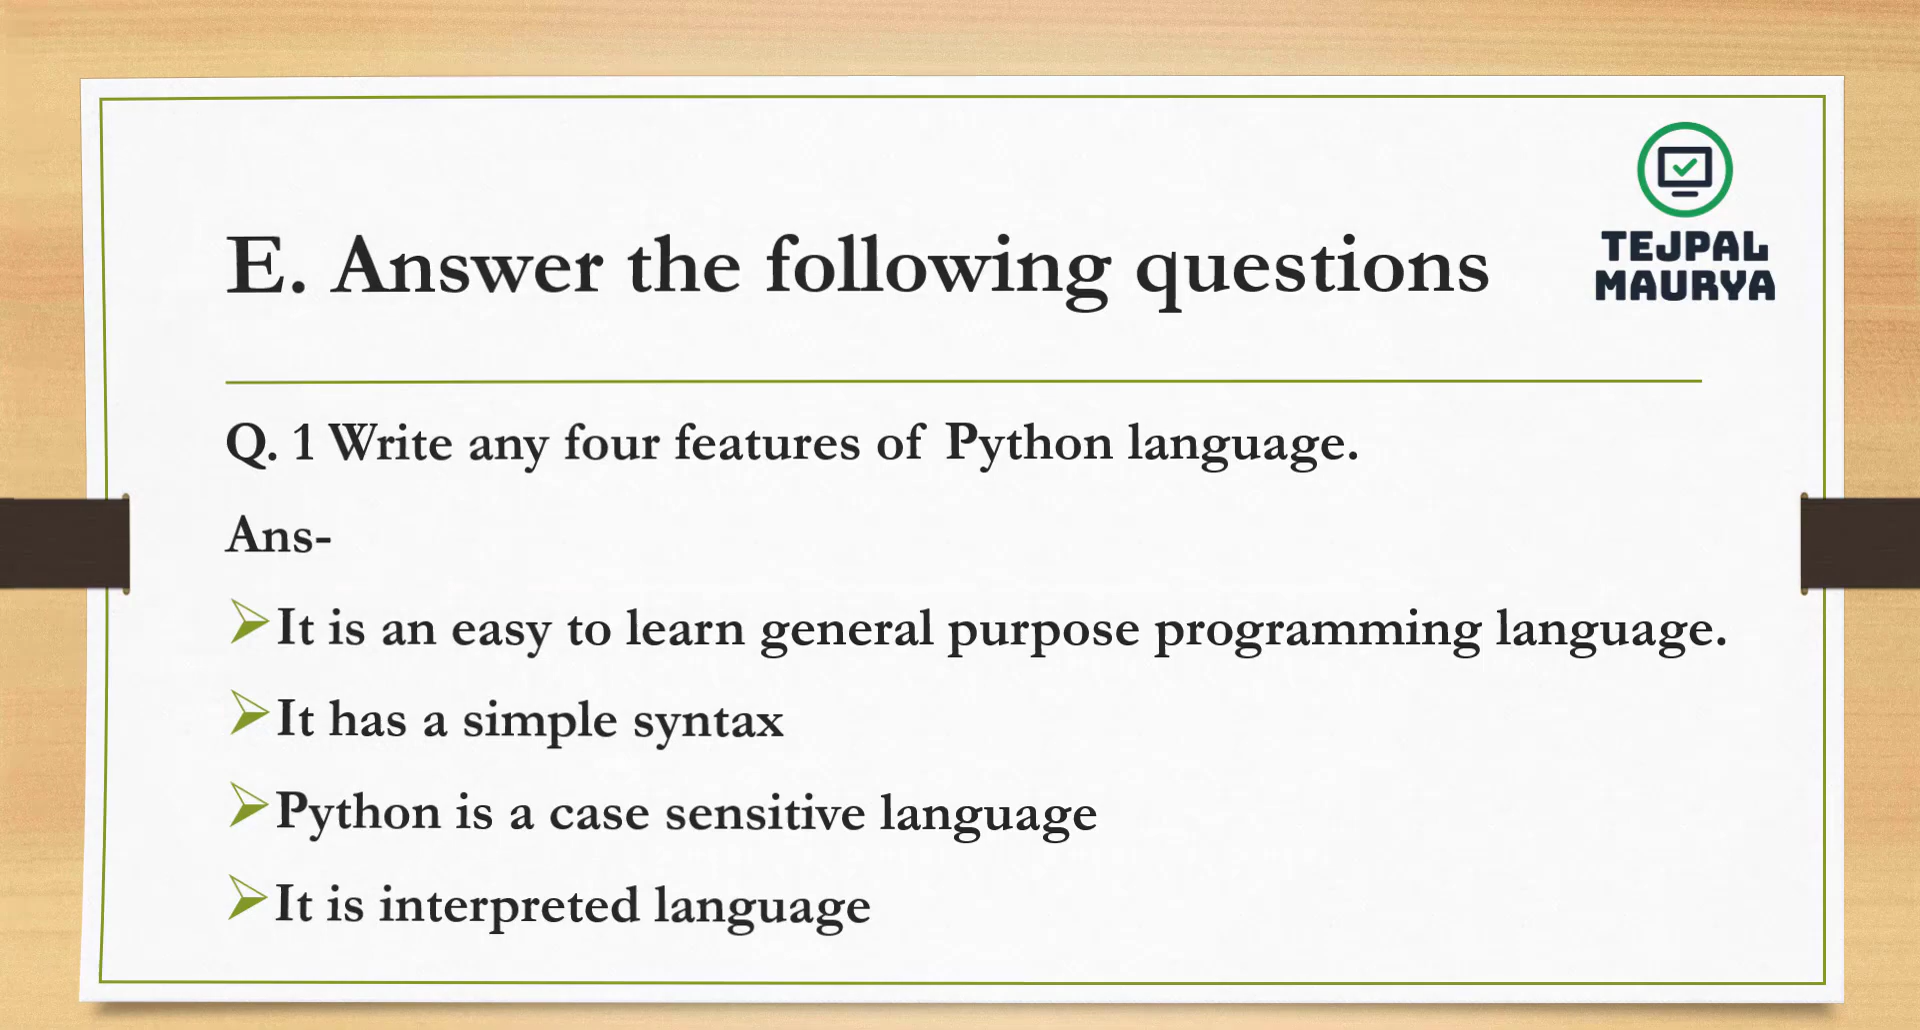 TEJPAL
MAURYA
E. Answer the following questions
Q. 1 Write any four features of Python language.
Ans-
It is an easy to learn general purpose programming language.
It has a simple syntax
Python is a case sensitive language
It is interpreted language